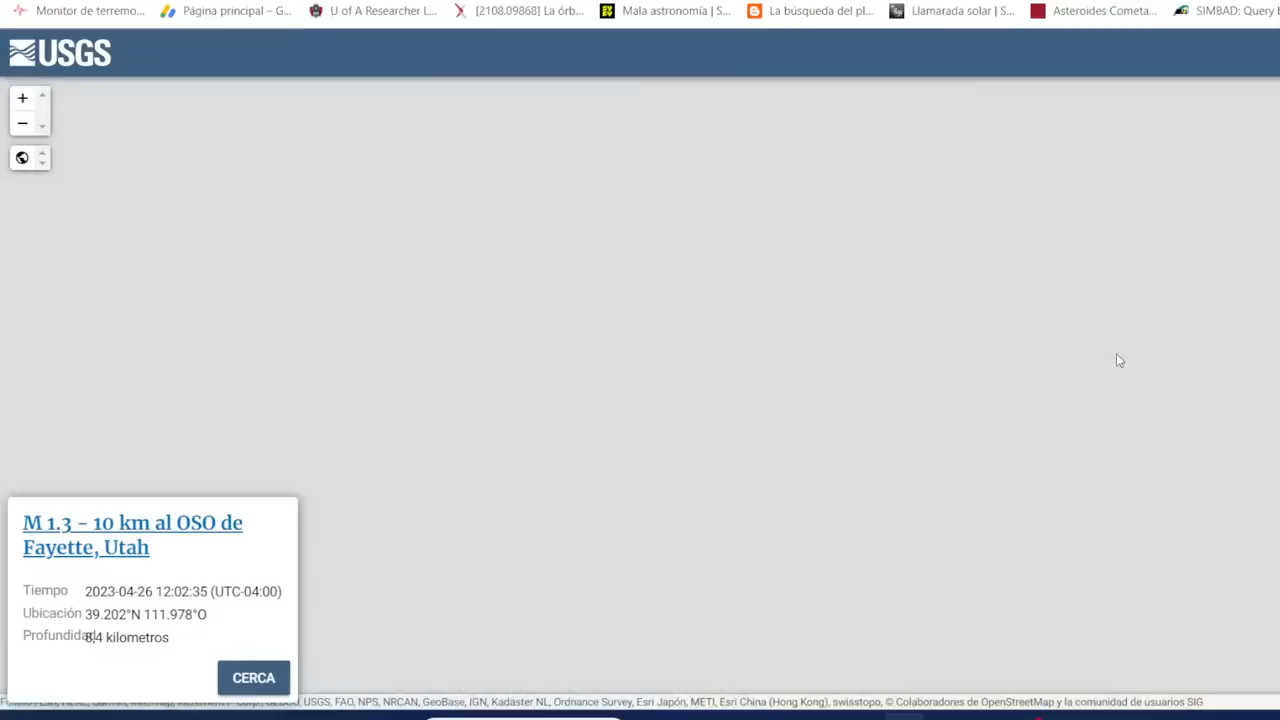 Monitor de terremo... Página principal – G... U of A Researcher L... [2108.09868] La órb... Mala astronomía | S... La búsqueda del pl... Llamarada solar | S... Asteroides Cometa... SIMBAD: Query
USGS
+
−
M 1.3 - 10 km al OSO de
Fayette, Utah
Tiempo 2023-04-26 12:02:35 (UTC-04:00)
Ubicación 39.202°N 111.978°O
Profundidad 8,4 kilometros
CERCA
USGS, FAO, NPS, NRCAN, GeoBase, IGN, Kadaster NL, Ordnance Survey, Esri Japón, METI, Esri China (Hong Kong), swisstopo, © Colaboradores de OpenStreetMap y la comunidad de usuarios SIG